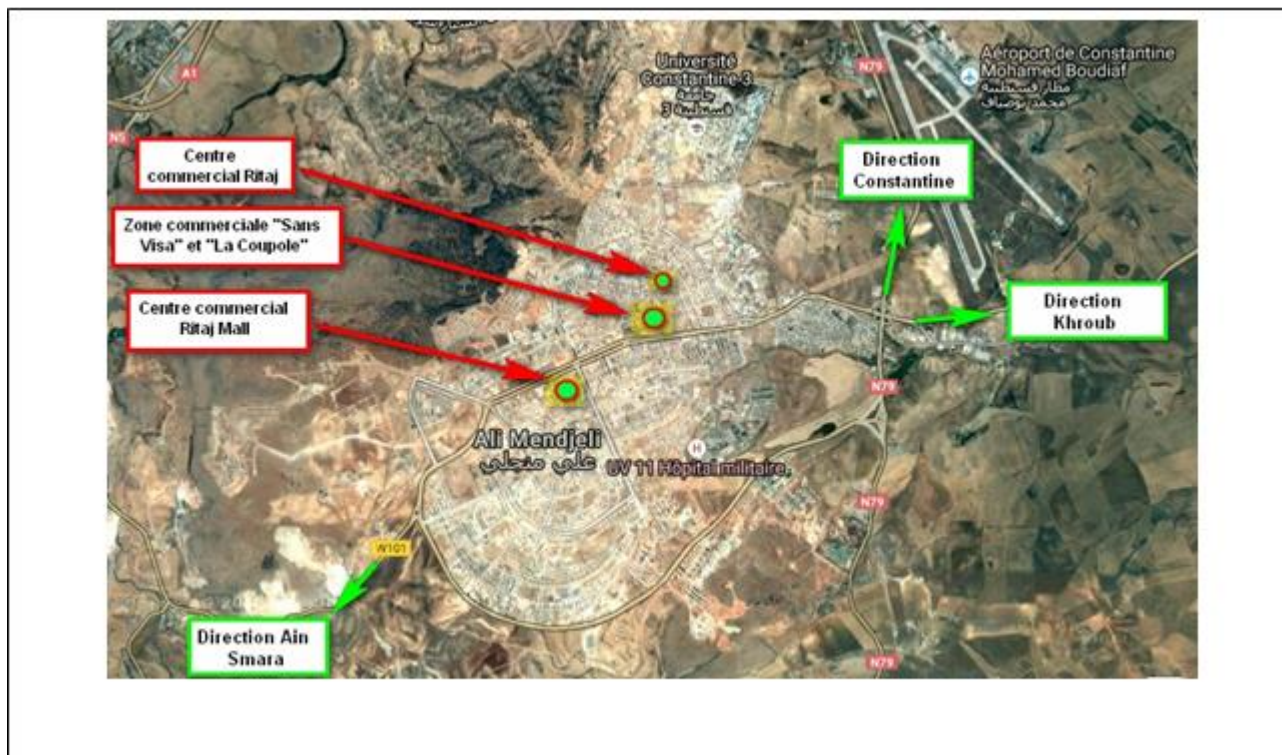 A1
N5
Université
Constantine 3
جامعة
قسنطينة 3
N79
Aéroport de Constantine
Mohamed Boudiaf
مطار قسنطينة
محمد بوضياف
Centre
commercial Ritaj
Direction
Constantine
Zone commerciale "Sans
Visa" et "La Coupole"
Centre commercial
Ritaj Mall
Direction
Khroub
N79
Ali Mendjeli
علي منجلي
H
UV 11 Hôpital militaire
N79
W101
Direction Ain
Smara
N79